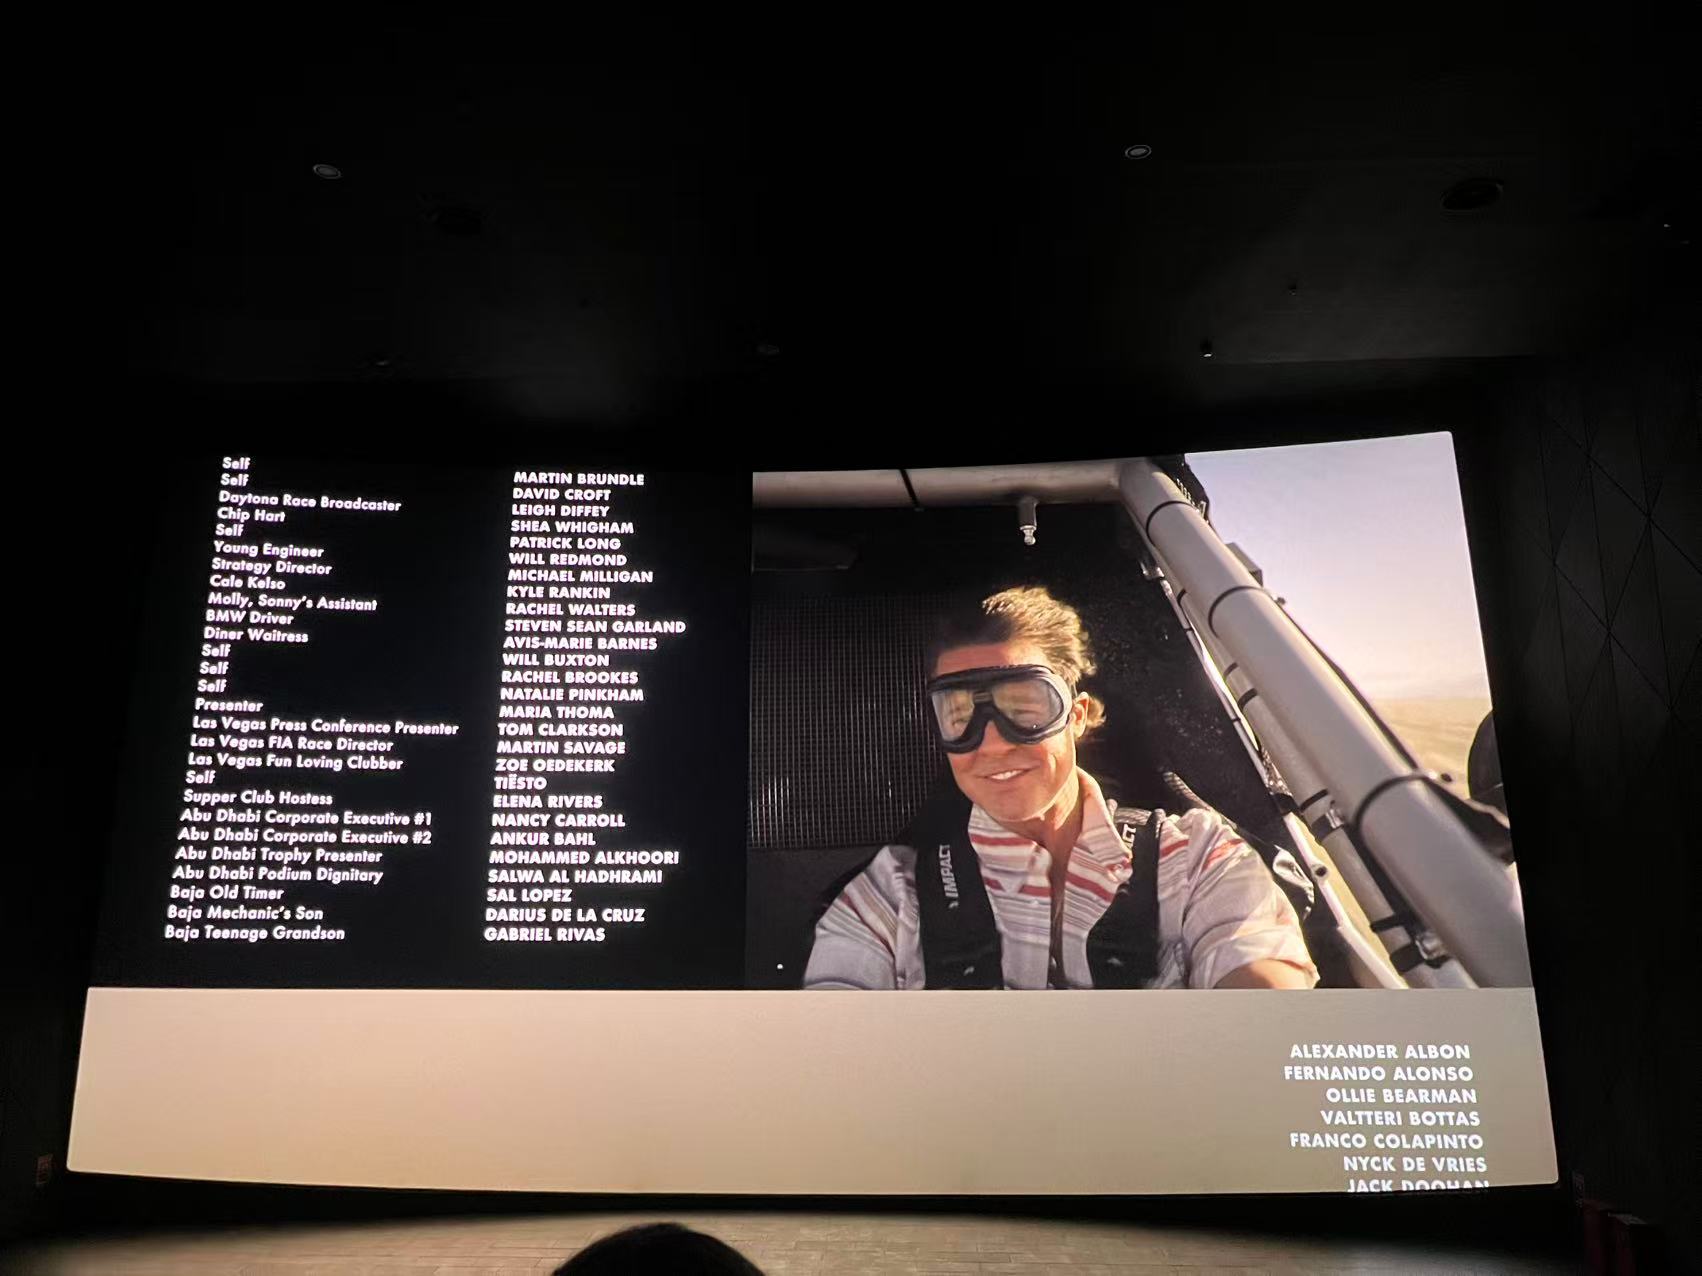 Self MARTIN BRUNDLE
Self DAVID CROFT
Daytona Race Broadcaster LEIGH DIFFEY
Chip Hart SHEA WHIGHAM
Self PATRICK LONG
Young Engineer WILL REDMOND
Strategy Director MICHAEL MILLIGAN
Cale Kelso KYLE RANKIN
Molly, Sonny's Assistant RACHEL WALTERS
BMW Driver STEVEN SEAN GARLAND
Diner Waitress AVIS-MARIE BARNES
Self WILL BUXTON
Self RACHEL BROOKES
Self NATALIE PINKHAM
Presenter MARIA THOMA
Las Vegas Press Conference Presenter TOM CLARKSON
Las Vegas FIA Race Director MARTIN SAVAGE
Las Vegas Fun Loving Clubber ZOE OEDEKERK
Self TIËSTO
Supper Club Hostess ELENA RIVERS
Abu Dhabi Corporate Executive #1 NANCY CARROLL
Abu Dhabi Corporate Executive #2 ANKUR BAHL
Abu Dhabi Trophy Presenter MOHAMMED ALKHOORI
Abu Dhabi Podium Dignitary SALWA AL HADHRAMI
Baja Old Timer SAL LOPEZ
Baja Mechanic's Son DARIUS DE LA CRUZ
Baja Teenage Grandson GABRIEL RIVAS
IMPACT
IMPACT
ALEXANDER ALBON
FERNANDO ALONSO
OLLIE BEARMAN
VALTTERI BOTTAS
FRANCO COLAPINTO
NYCK DE VRIES
JACK DOOHAN